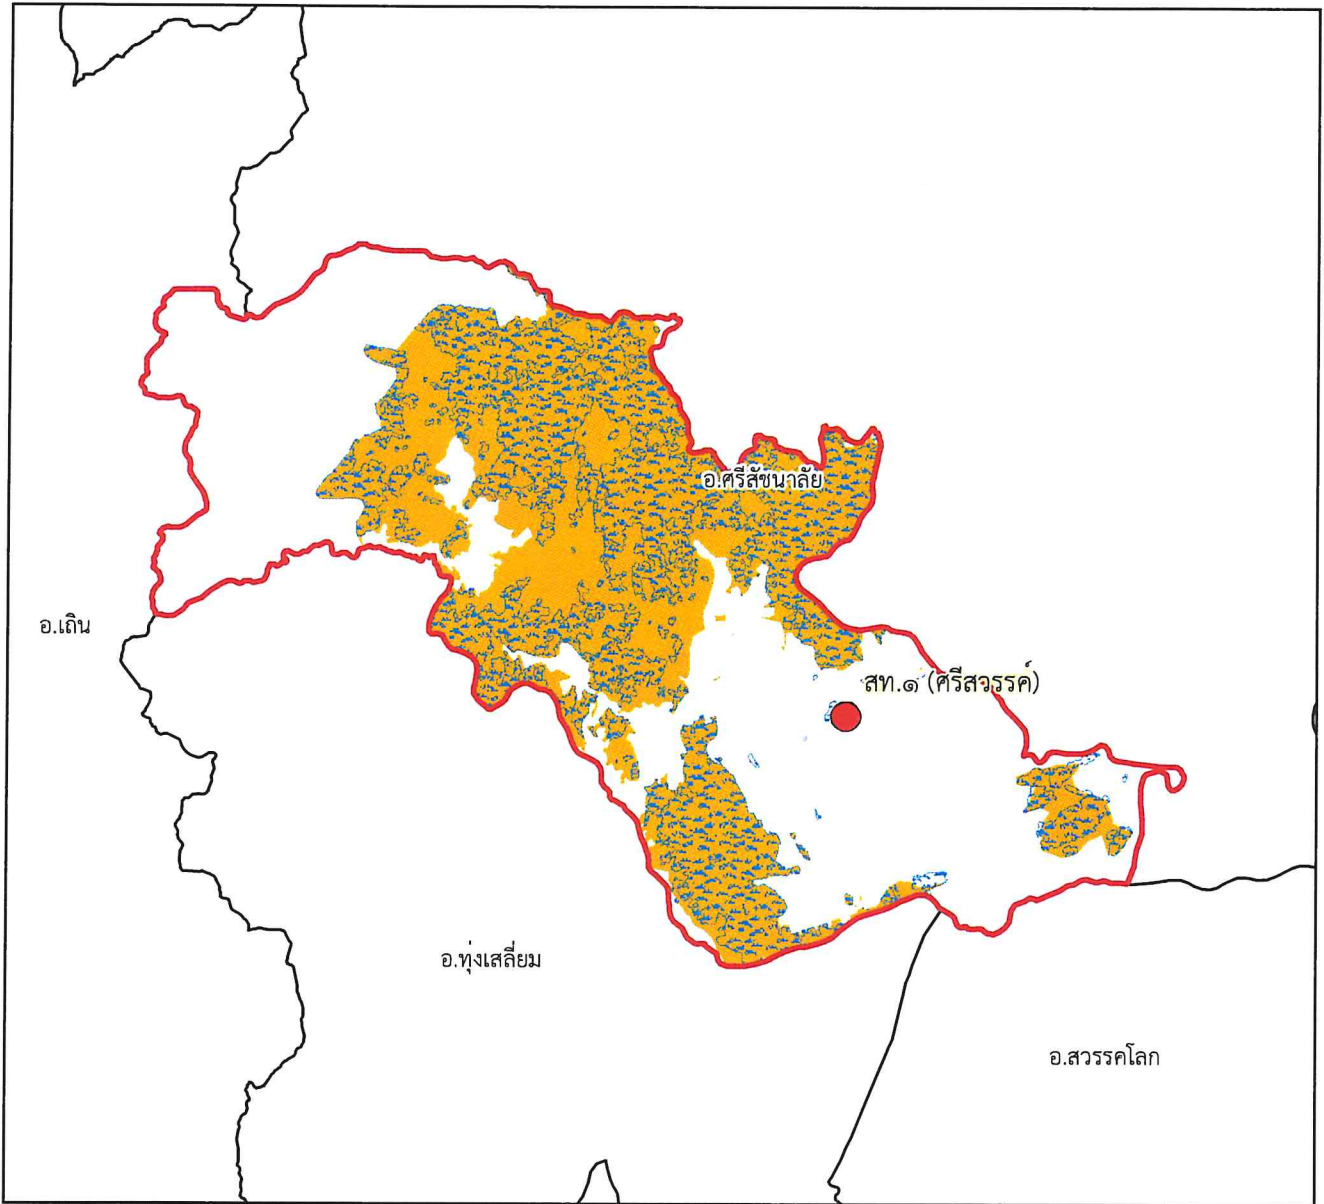 อ.ศรีสัชนาลัย
อ.เถิน
สท.๑ (ศรีสวรรค์)
อ.ทุ่งเสลี่ยม
อ.สวรรคโลก